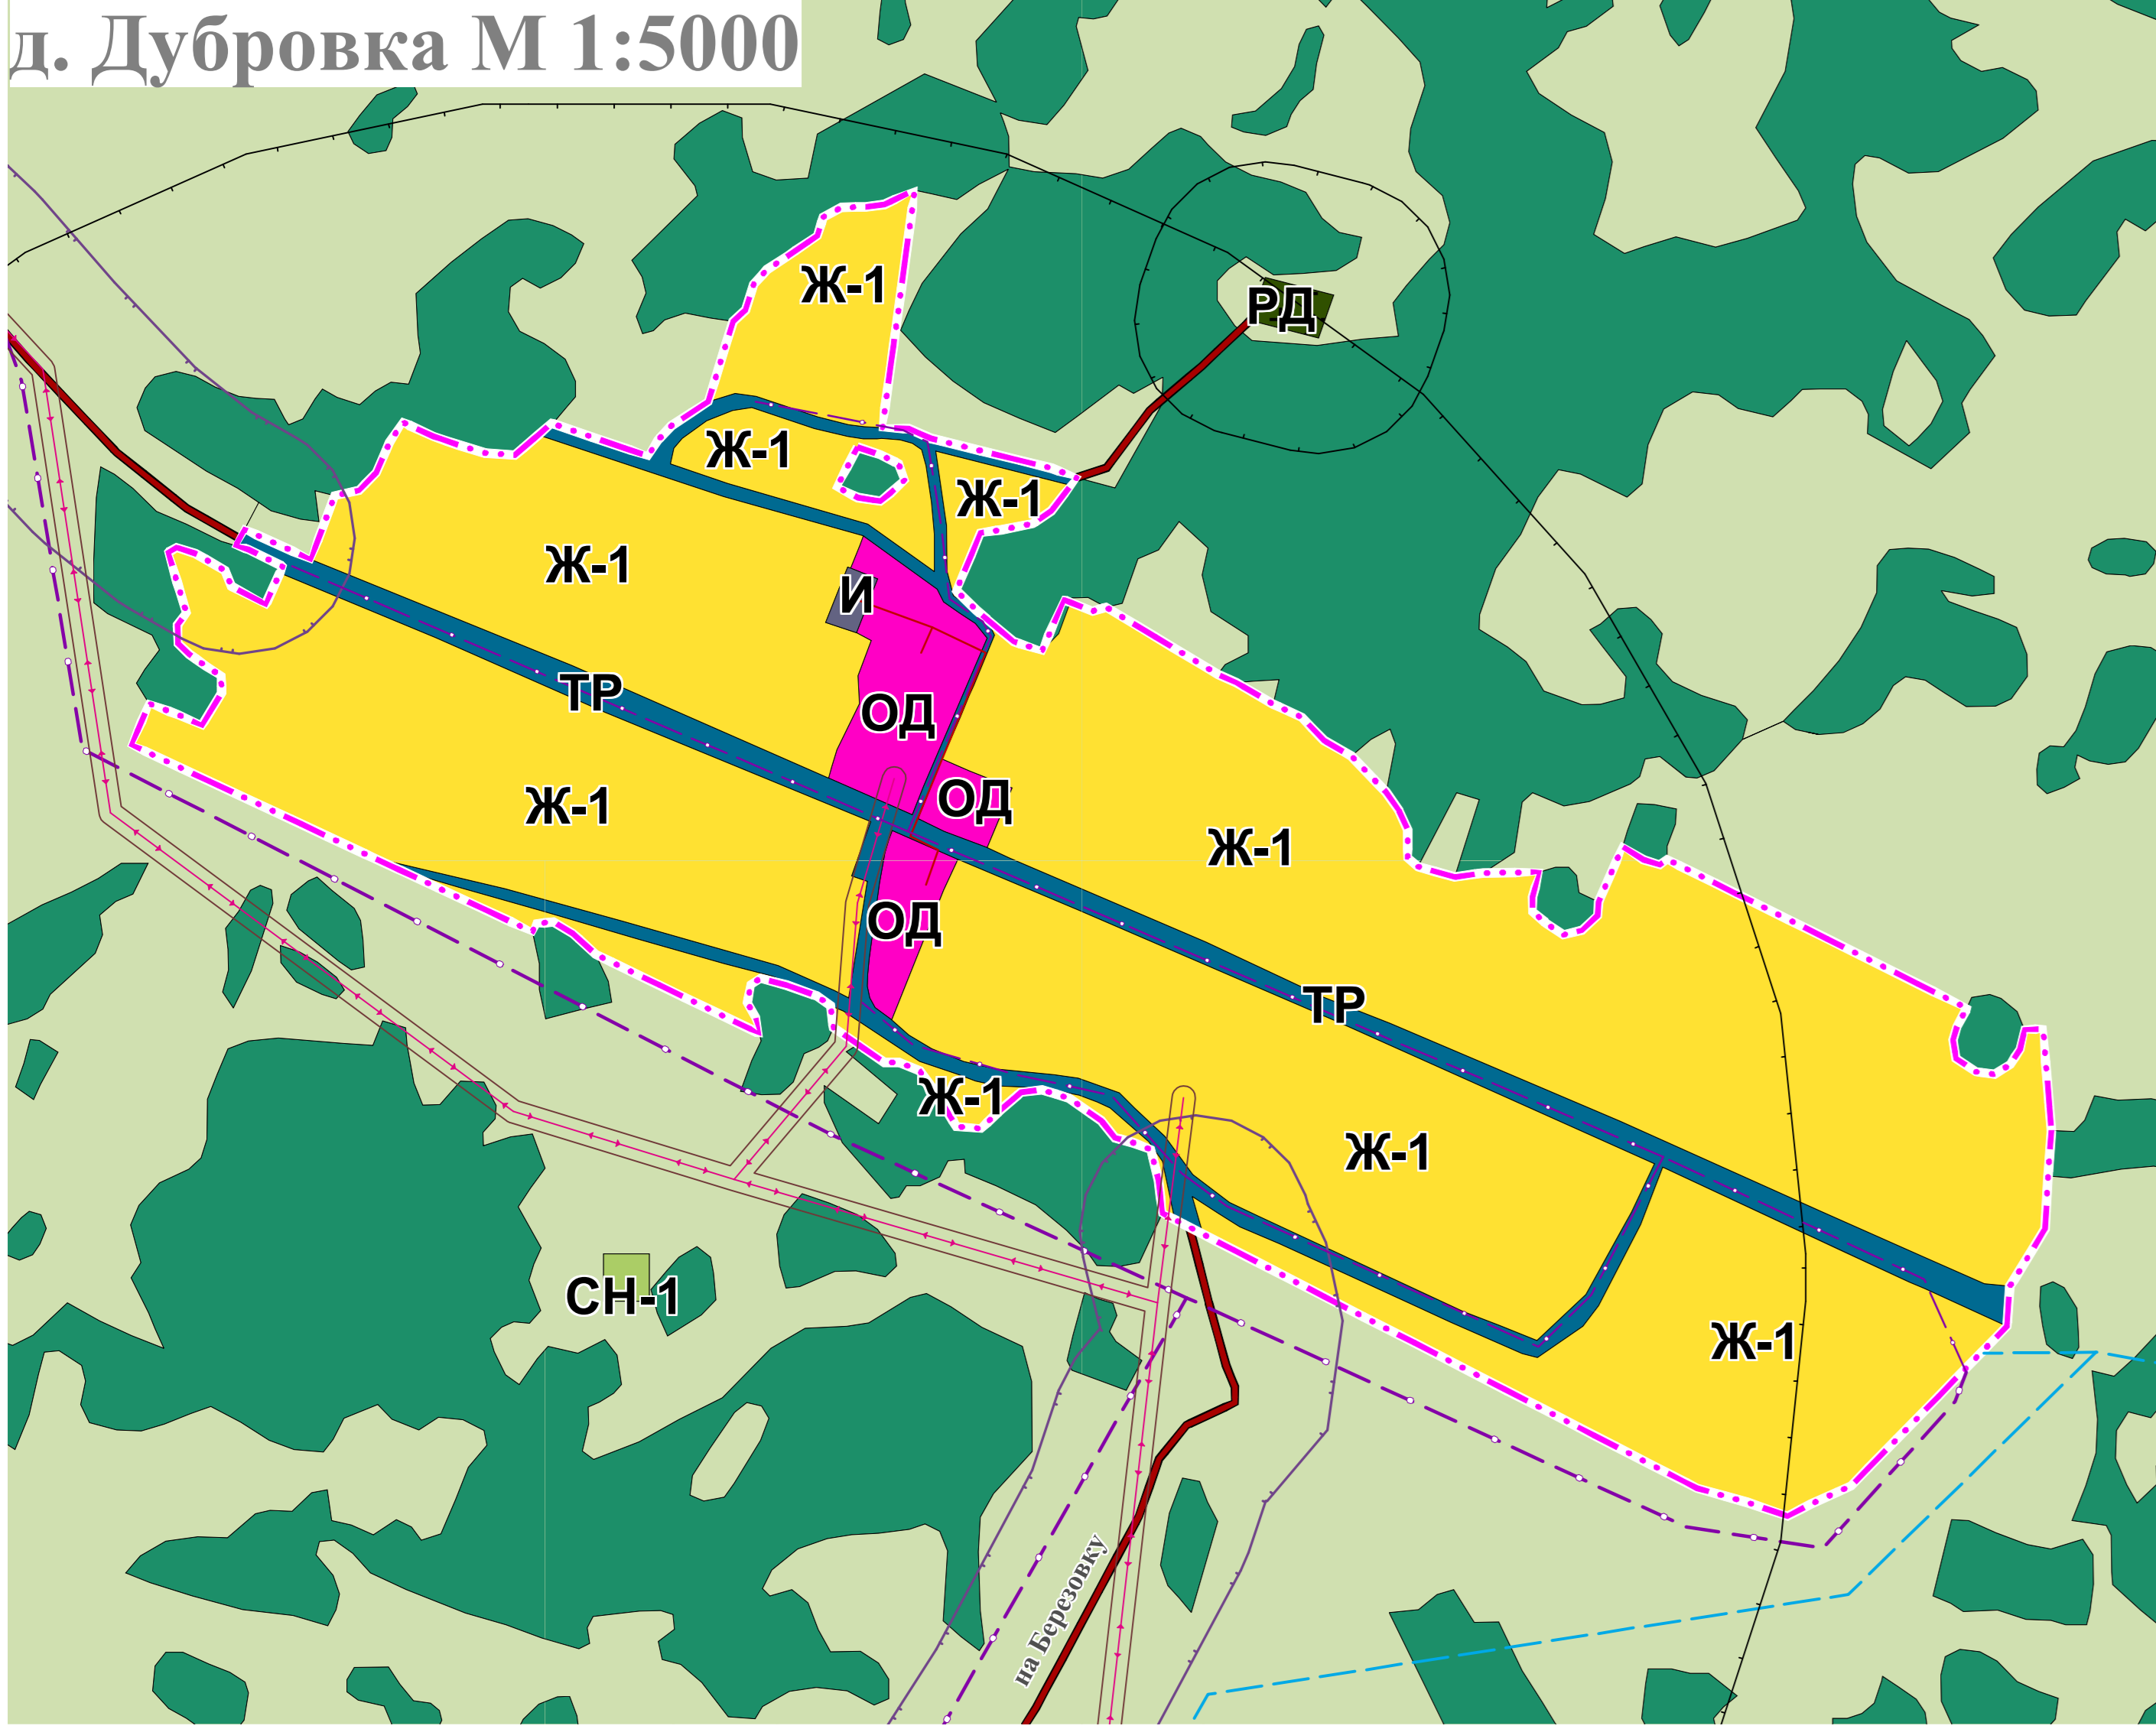 д. Дубровка М 1:5000
Ж-1
РД
Ж-1
Ж-1
Ж-1
И
ТР
ОД
Ж-1
ОД
Ж-1
ОД
ТР
Ж-1
Ж-1
СН-1
Ж-1
на Березовку